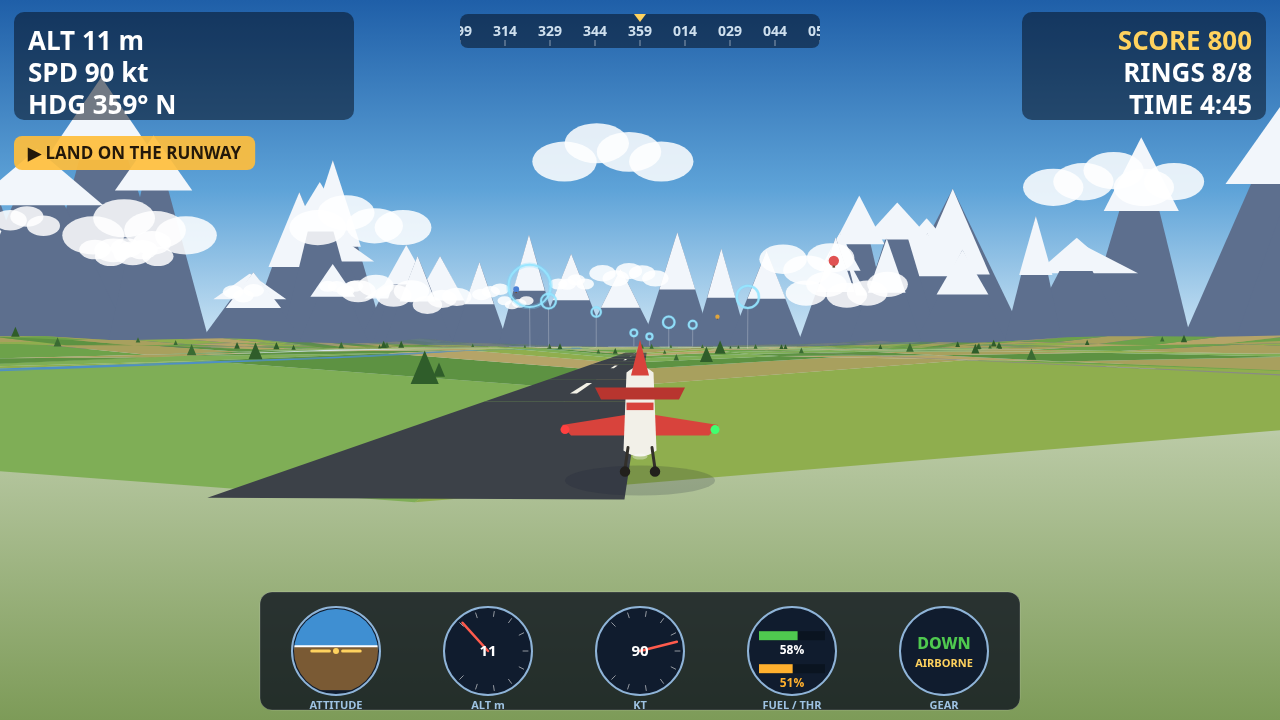 ALT 11 m
SPD 90 kt
HDG 359° N
99 314 329 344 359 014 029 044 05
SCORE 800
RINGS 8/8
TIME 4:45
▶ LAND ON THE RUNWAY
11
90
58%
51%
DOWN
AIRBORNE
ATTITUDE
ALT m
KT
FUEL / THR
GEAR